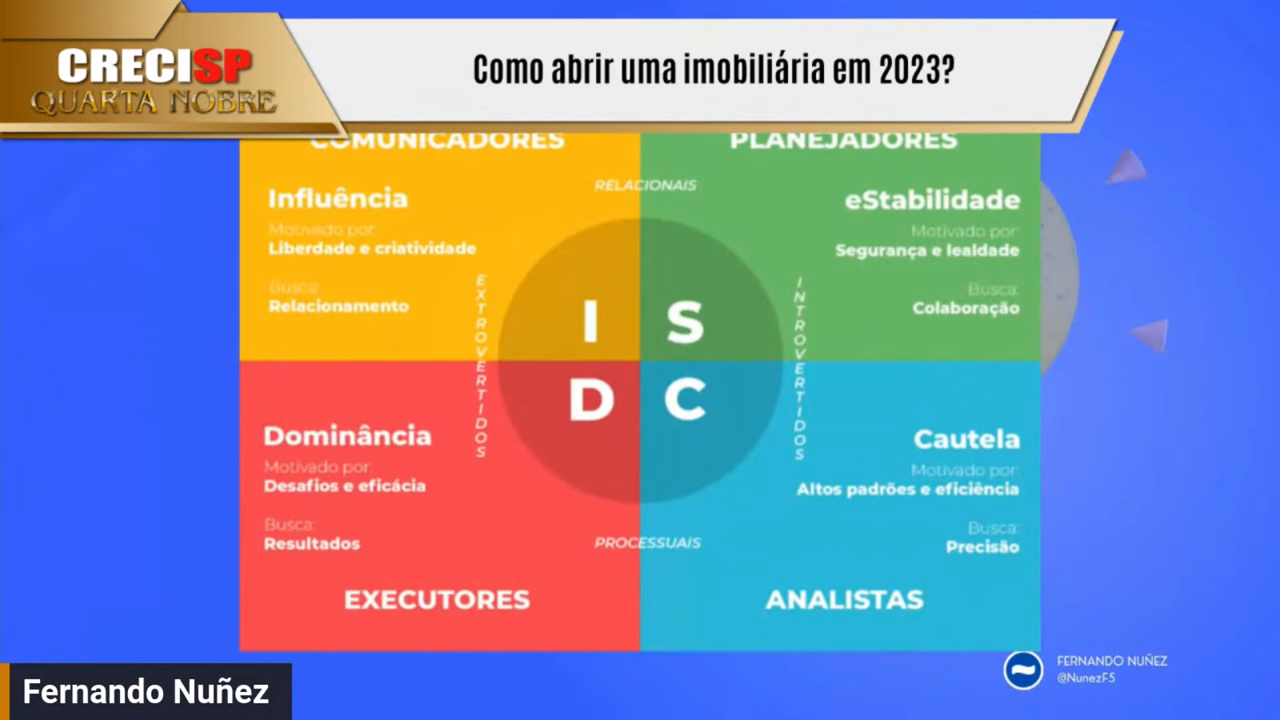 CRECISP
QUARTA NOBRE
Como abrir uma imobiliária em 2023?
COMUNICADORES
PLANEJADORES
RELACIONAIS
Influência
Motivado por:
Liberdade e criatividade
Busca:
Relacionamento
eStabilidade
Motivado por:
Segurança e lealdade
Busca:
Colaboração
EXTROVERTIDOS
INTROVERTIDOS
I S
D C
Dominância
Motivado por:
Desafios e eficácia
Busca:
Resultados
Cautela
Motivado por:
Altos padrões e eficiência
Busca:
Precisão
PROCESSUAIS
EXECUTORES
ANALISTAS
Fernando Nuñez
FERNANDO NUÑEZ
@NunezF5